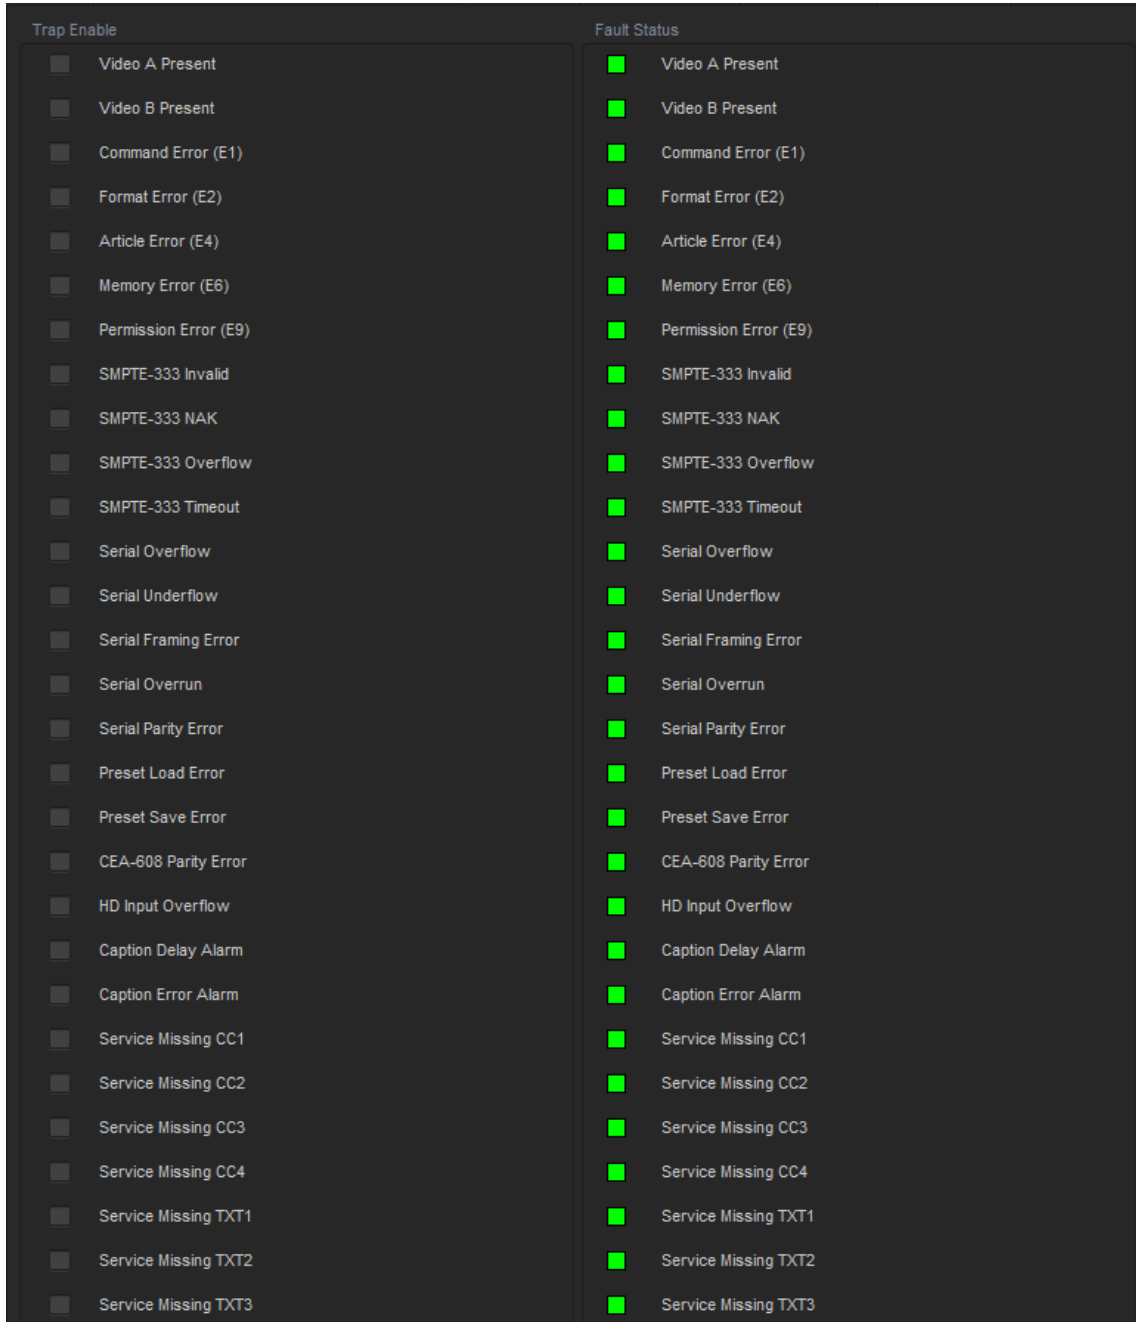 Trap Enable
Video A Present
Video B Present
Command Error (E1)
Format Error (E2)
Article Error (E4)
Memory Error (E6)
Permission Error (E9)
SMPTE-333 Invalid
SMPTE-333 NAK
SMPTE-333 Overflow
SMPTE-333 Timeout
Serial Overflow
Serial Underflow
Serial Framing Error
Serial Overrun
Serial Parity Error
Preset Load Error
Preset Save Error
CEA-608 Parity Error
HD Input Overflow
Caption Delay Alarm
Caption Error Alarm
Service Missing CC1
Service Missing CC2
Service Missing CC3
Service Missing CC4
Service Missing TXT1
Service Missing TXT2
Service Missing TXT3
Fault Status
Video A Present
Video B Present
Command Error (E1)
Format Error (E2)
Article Error (E4)
Memory Error (E6)
Permission Error (E9)
SMPTE-333 Invalid
SMPTE-333 NAK
SMPTE-333 Overflow
SMPTE-333 Timeout
Serial Overflow
Serial Underflow
Serial Framing Error
Serial Overrun
Serial Parity Error
Preset Load Error
Preset Save Error
CEA-608 Parity Error
HD Input Overflow
Caption Delay Alarm
Caption Error Alarm
Service Missing CC1
Service Missing CC2
Service Missing CC3
Service Missing CC4
Service Missing TXT1
Service Missing TXT2
Service Missing TXT3